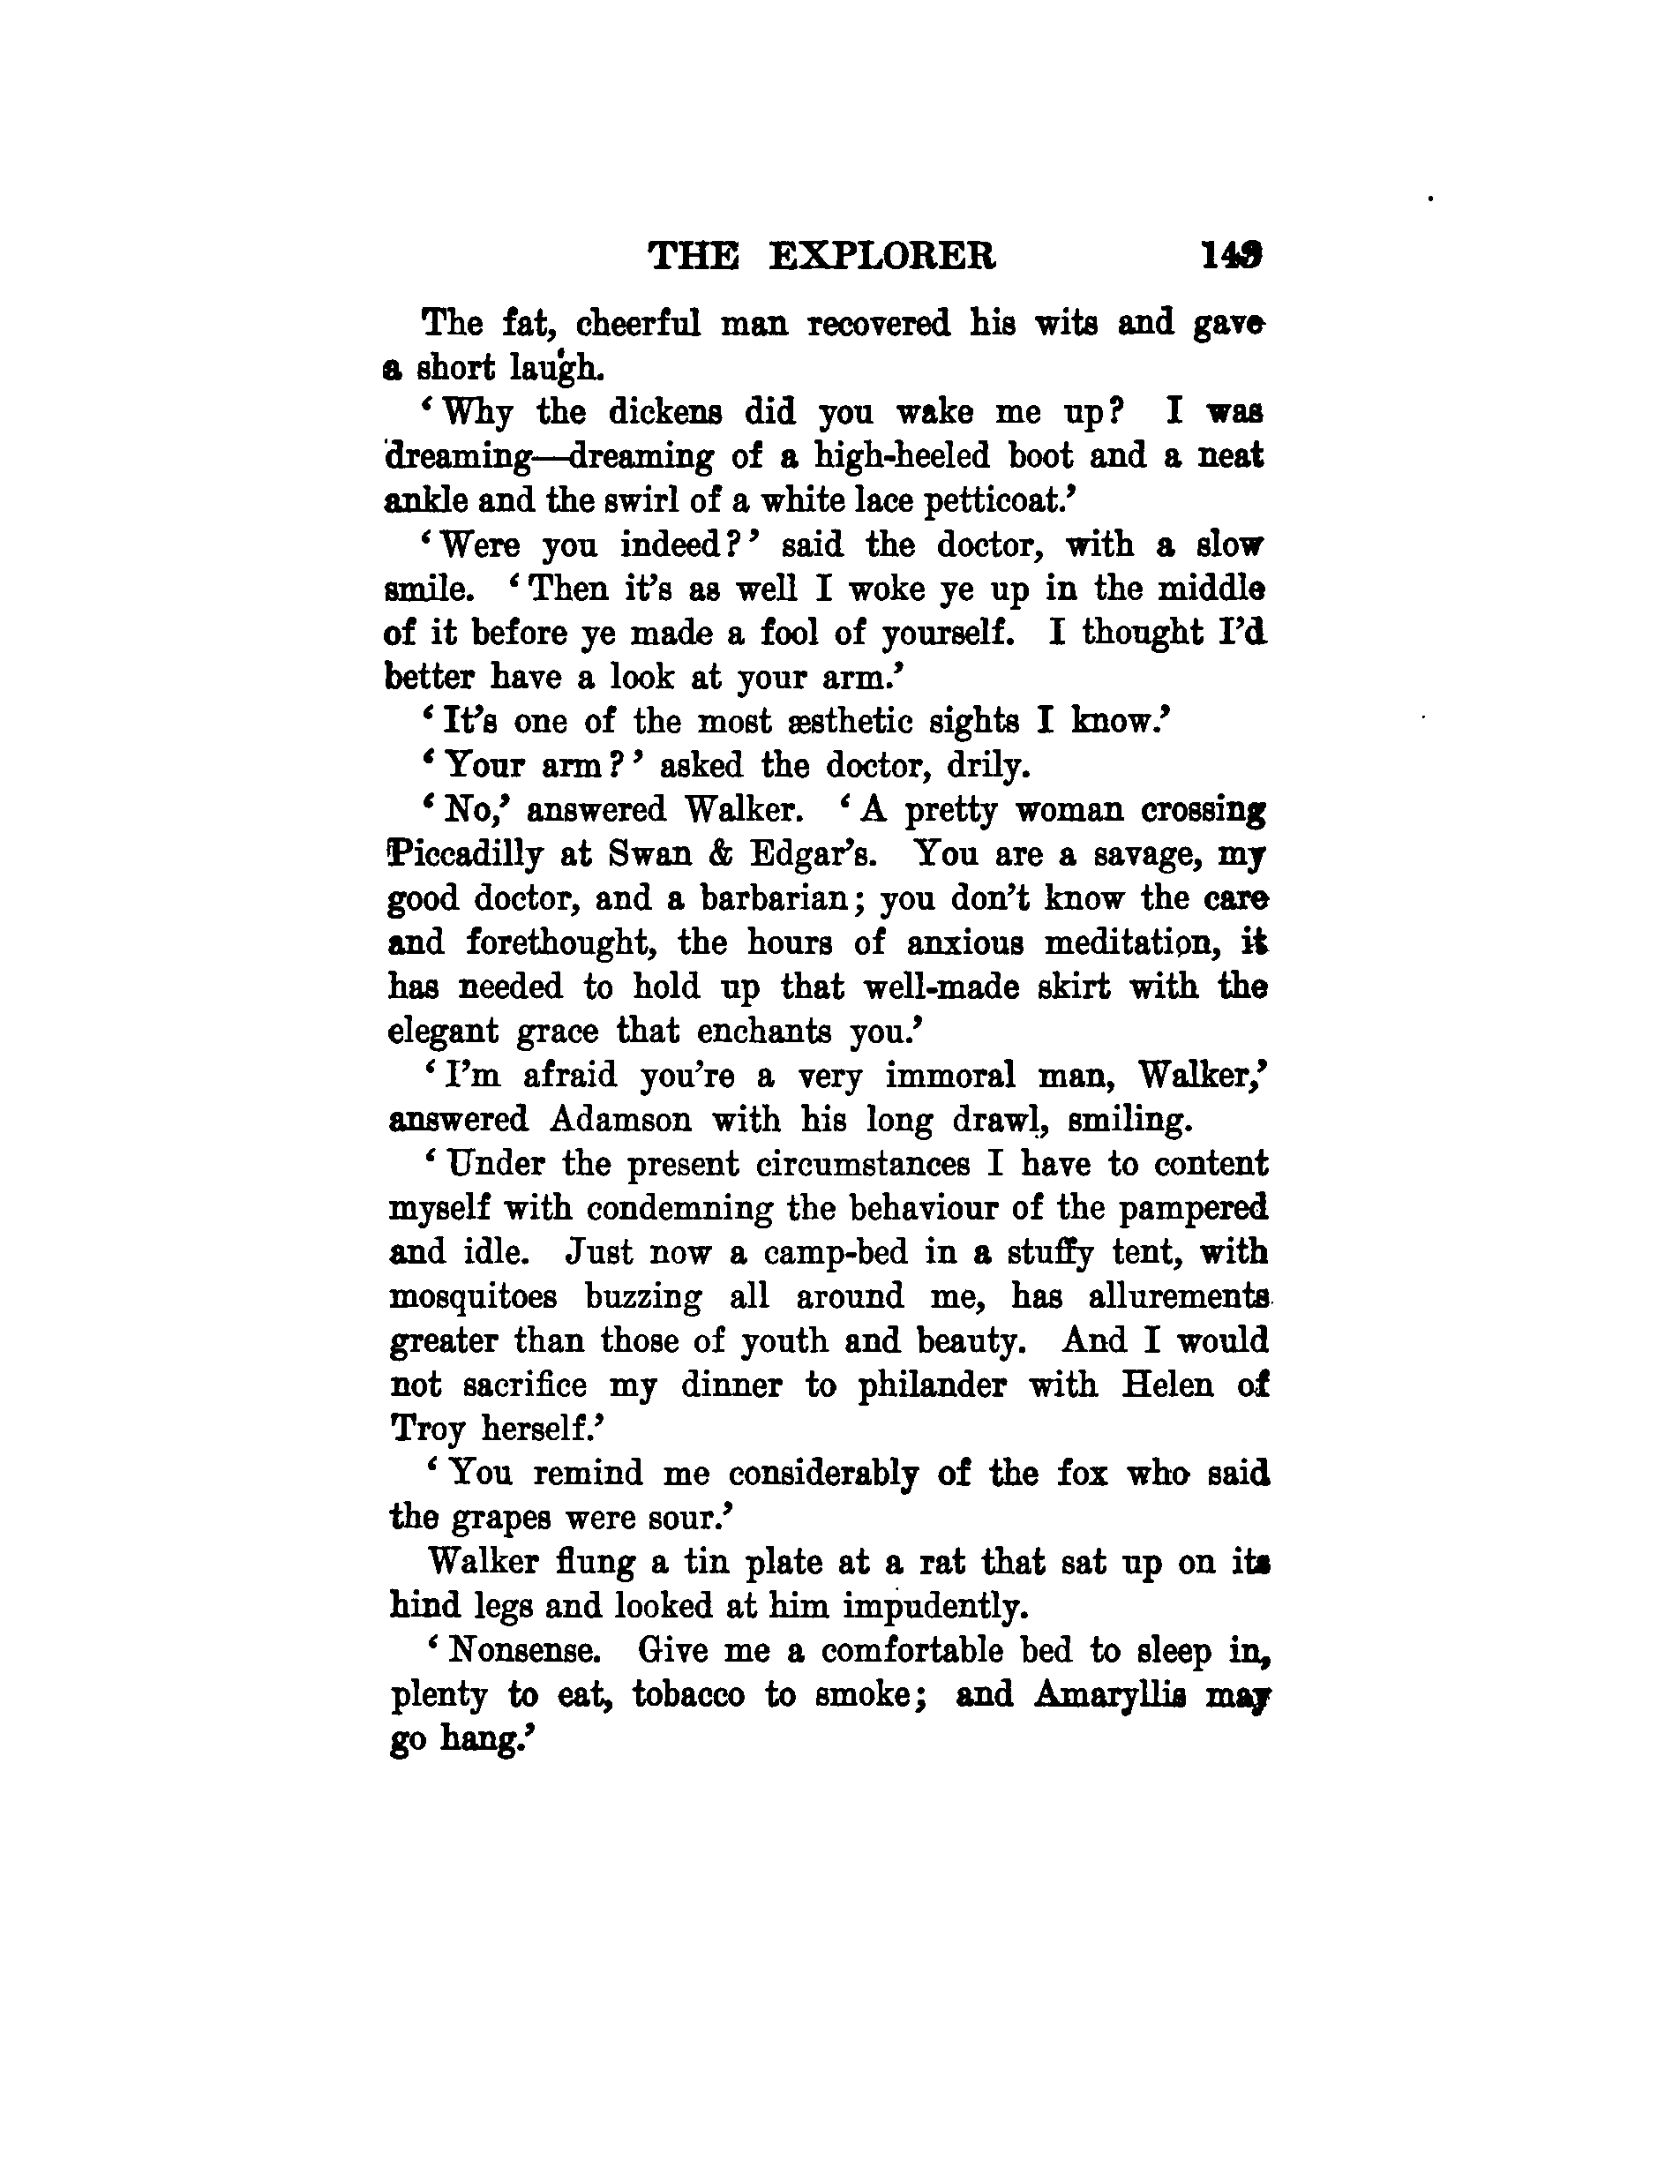 THE EXPLORER 149
The fat, cheerful man recovered his wits and gave
a short laugh.
‘Why the dickens did you wake me up? I was
dreaming—dreaming of a high-heeled boot and a neat
ankle and the swirl of a white lace petticoat.’
‘Were you indeed?’ said the doctor, with a slow
smile. ‘Then it’s as well I woke ye up in the middle
of it before ye made a fool of yourself. I thought I’d
better have a look at your arm.’
‘It’s one of the most æsthetic sights I know.’
‘Your arm?’ asked the doctor, drily.
‘No,’ answered Walker. ‘A pretty woman crossing
Piccadilly at Swan & Edgar’s. You are a savage, my
good doctor, and a barbarian; you don’t know the care
and forethought, the hours of anxious meditation, it
has needed to hold up that well-made skirt with the
elegant grace that enchants you.’
‘I’m afraid you’re a very immoral man, Walker,’
answered Adamson with his long drawl, smiling.
‘Under the present circumstances I have to content
myself with condemning the behaviour of the pampered
and idle. Just now a camp-bed in a stuffy tent, with
mosquitoes buzzing all around me, has allurements
greater than those of youth and beauty. And I would
not sacrifice my dinner to philander with Helen of
Troy herself.’
‘You remind me considerably of the fox who said
the grapes were sour.’
Walker flung a tin plate at a rat that sat up on its
hind legs and looked at him impudently.
‘Nonsense. Give me a comfortable bed to sleep in,
plenty to eat, tobacco to smoke; and Amaryllis may
go hang.’